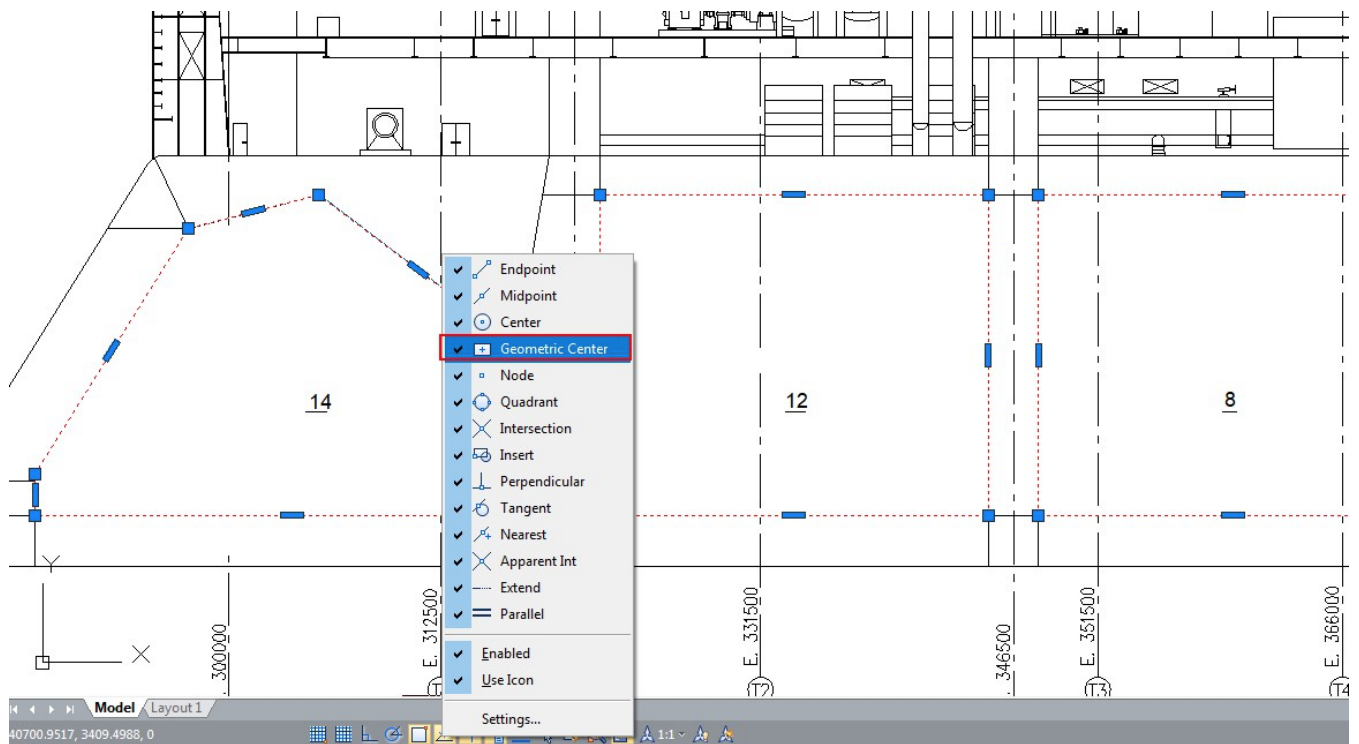 Endpoint
Midpoint
Center
Geometric Center
Node
Quadrant
Intersection
Insert
Perpendicular
Tangent
Nearest
Apparent Int
Extend
Parallel
Enabled
Use Icon
Settings...
14
12
8
Y
X
300000
E. 312500
E. 331500
346500
E. 351500
E. 366000
(T2)
(T3)
Model
Layout1
40700.9517, 3409.4988, 0
1:1